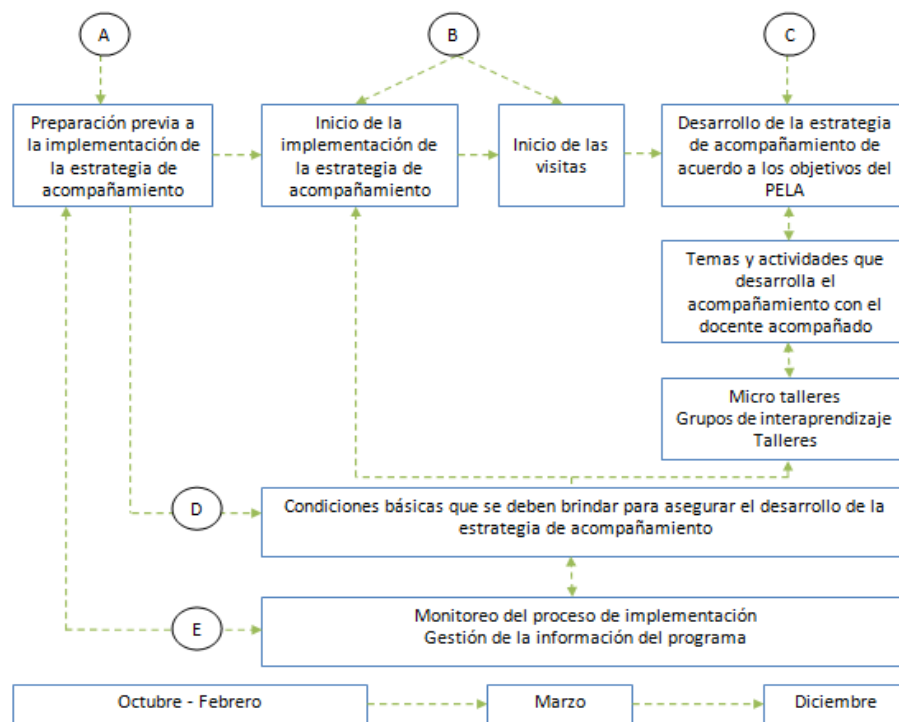 A
B
C
Preparación previa a
la implementación de
la estrategia de
acompañamiento
Inicio de la
implementación de
la estrategia de
acompañamiento
Inicio de las
visitas
Desarrollo de la estrategia
de acompañamiento de
acuerdo a los objetivos del
PELA
Temas y actividades que
desarrolla el
acompañamiento con el
docente acompañado
Micro talleres
Grupos de interaprendizaje
Talleres
D
Condiciones básicas que se deben brindar para asegurar el desarrollo de la
estrategia de acompañamiento
E
Monitoreo del proceso de implementación
Gestión de la información del programa
Octubre - Febrero
Marzo
Diciembre